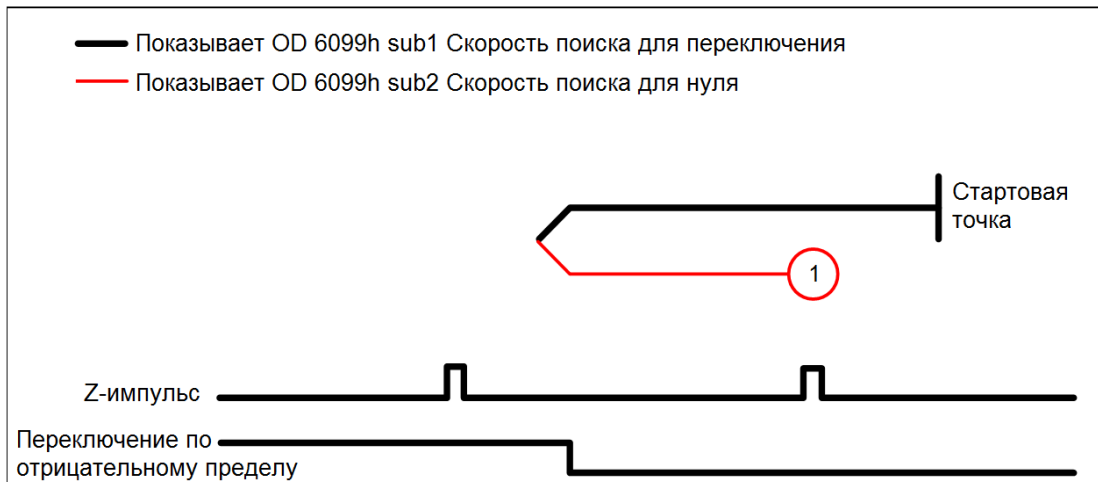 Показывает OD 6099h sub1 Скорость поиска для переключения
Показывает OD 6099h sub2 Скорость поиска для нуля
Стартовая
точка
1
Z-импульс
Переключение по
отрицательному пределу